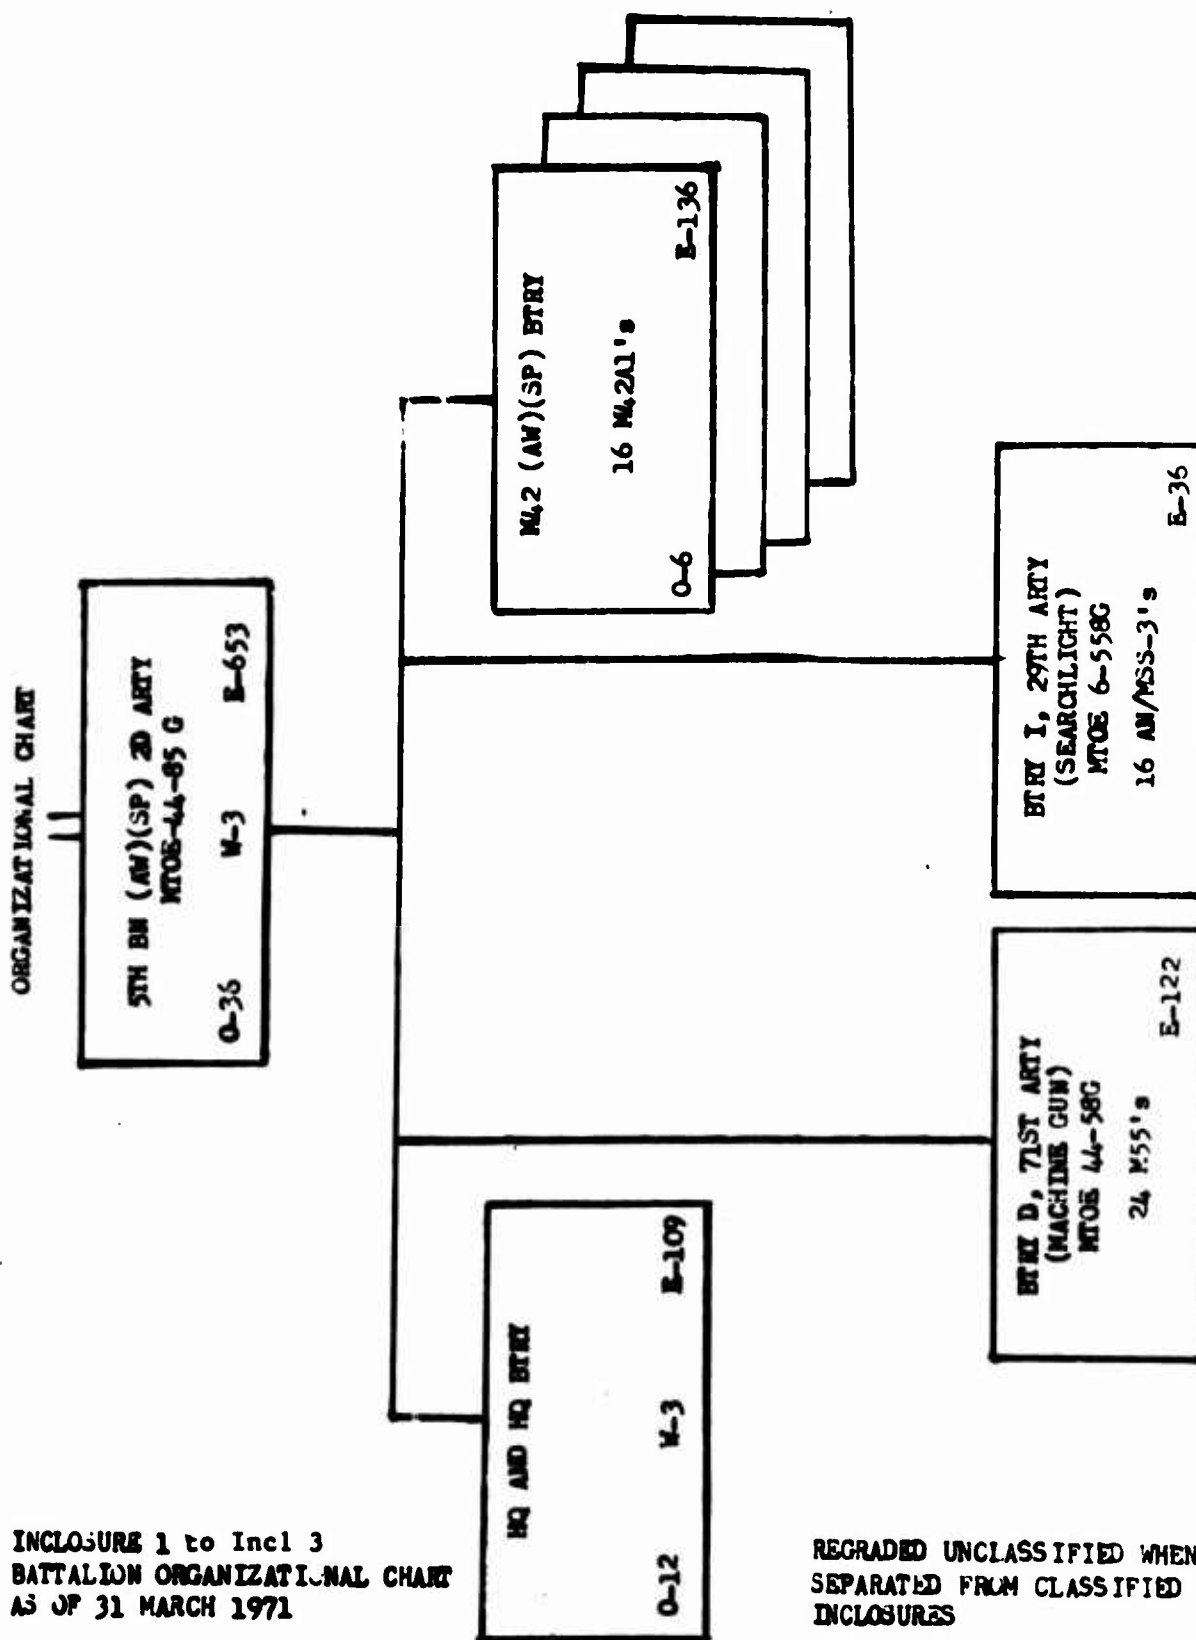 ORGANIZATIONAL CHART
5TH BN (AW)(SP) 2D ARTY
MTOE-44-85 G
O-36 W-3 E-653
HQ AND HQ BTRY
O-12 W-3 E-109
M42 (AW)(SP) BTRY
16 M42A1's
O-6 E-136
BTRY D, 71ST ARTY
(MACHINE GUN)
MTOE 44-58G
24 M55's
E-122
BTRY I, 29TH ARTY
(SEARCHLIGHT)
MTOE 6-558G
16 AN/MSS-3's
E-36
INCLOSURE 1 to Incl 3
BATTALION ORGANIZATIONAL CHART
AS OF 31 MARCH 1971
REGRADED UNCLASSIFIED WHEN
SEPARATED FROM CLASSIFIED
INCLOSURES